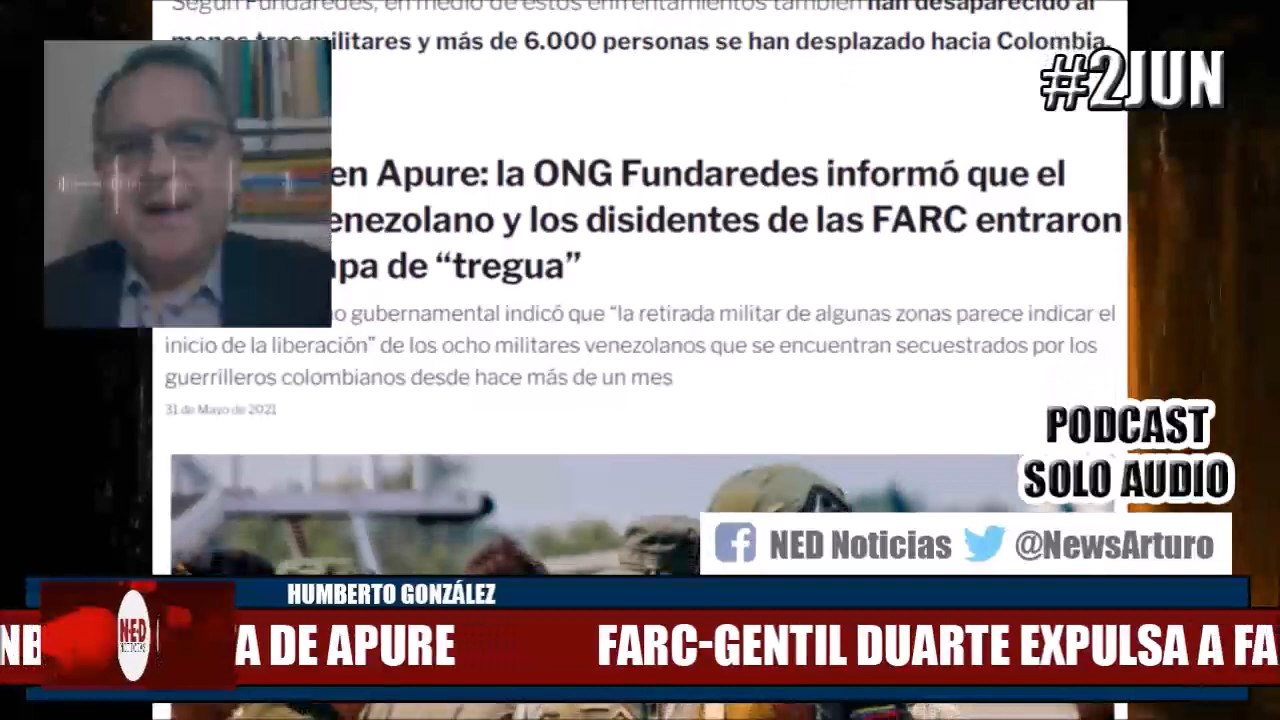 Según Fundaredes, en medio de estos enfrentamientos también han desaparecido al
menos tres militares y más de 6.000 personas se han desplazado hacia Colombia.
#2JUN
en Apure: la ONG Fundaredes informó que el
enezolano y los disidentes de las FARC entraron
pa de “tregua”
o gubernamental indicó que “la retirada militar de algunas zonas parece indicar el
inicio de la liberación” de los ocho militares venezolanos que se encuentran secuestrados por los
guerrilleros colombianos desde hace más de un mes
31 de Mayo de 2021
PODCAST
SOLO AUDIO
NED Noticias @NewsArturo
HUMBERTO GONZÁLEZ
NED
NOTICIAS
A DE APURE FARC-GENTIL DUARTE EXPULSA A FA